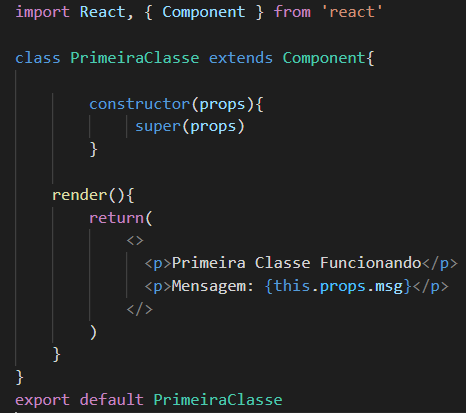 import React, { Component } from 'react'
class PrimeiraClasse extends Component{
constructor(props){
super(props)
}
render(){
return(
<>
<p>Primeira Classe Funcionando</p>
<p>Mensagem: {this.props.msg}</p>
</>
)
}
}
export default PrimeiraClasse